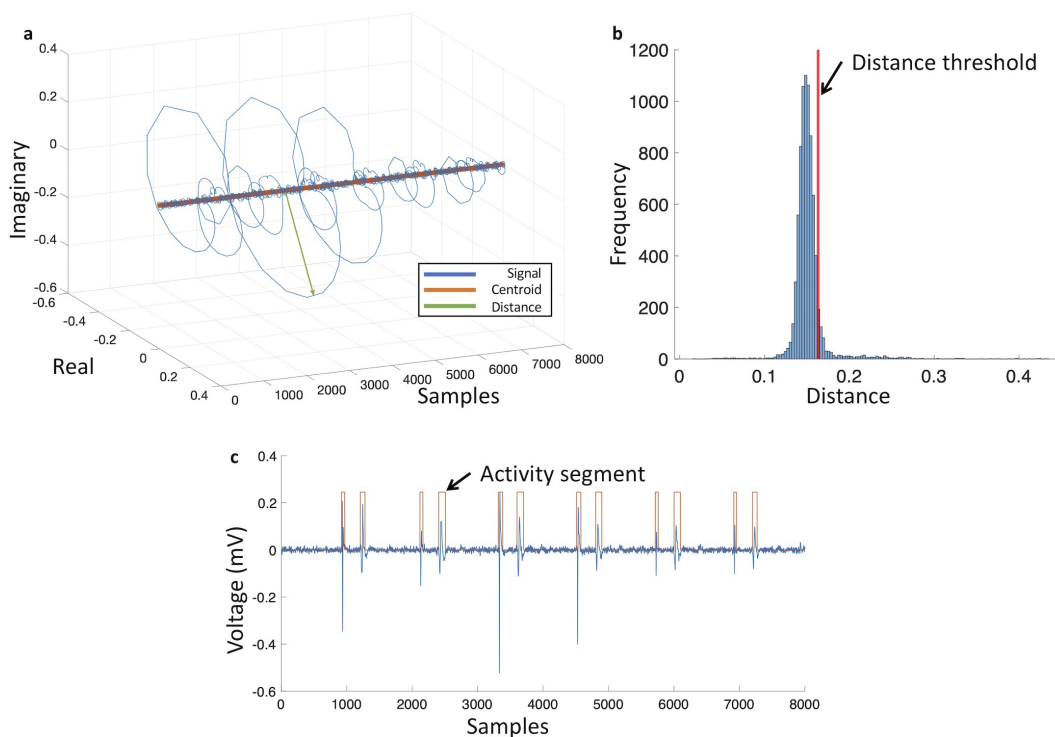 a
0.4
0.2
0
-0.2
-0.4
-0.6
Imaginary
-0.6
-0.4
-0.2
0
0.2
0.4
Real
0
1000
2000
3000
4000
5000
6000
7000
8000
Samples
Signal
Centroid
Distance
b
1200
1000
800
600
400
200
0
Frequency
Distance threshold
0 0.1 0.2 0.3 0.4
Distance
c
Activity segment
0.4
0.2
0
-0.2
-0.4
-0.6
Voltage (mV)
0 1000 2000 3000 4000 5000 6000 7000 8000
Samples